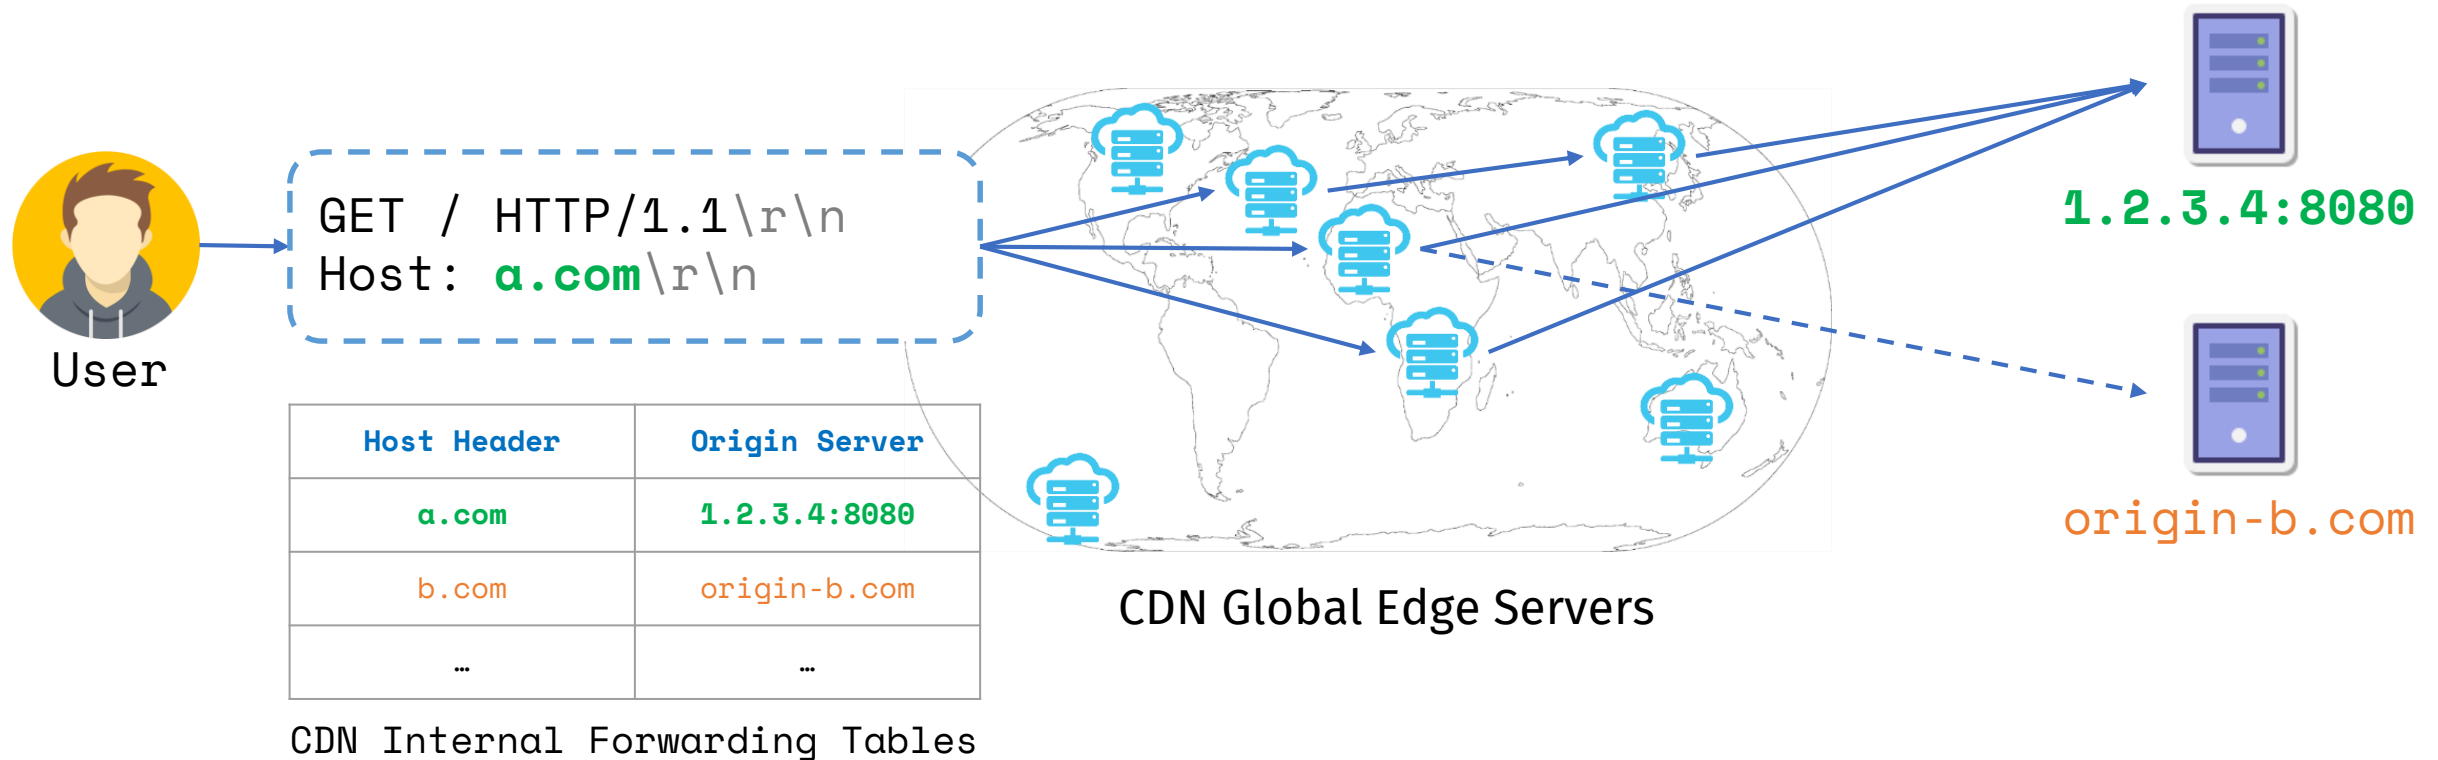 GET / HTTP/1.1\r\n
Host: a.com\r\n
User
1.2.3.4:8080
origin-b.com
Host Header Origin Server
a.com 1.2.3.4:8080
b.com origin-b.com
… …
CDN Internal Forwarding Tables
CDN Global Edge Servers